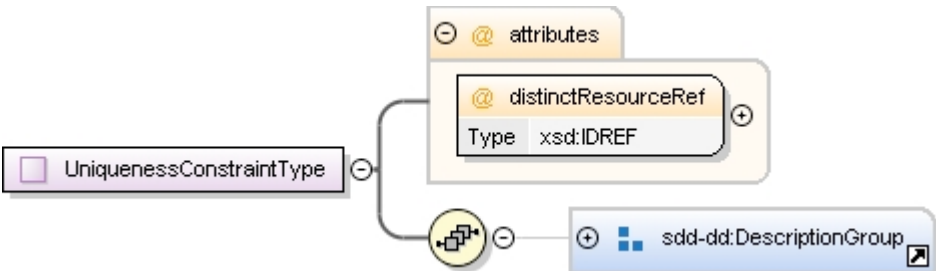 @ attributes
@ distinctResourceRef
Type xsd:IDREF
UniquenessConstraintType
sdd-dd:DescriptionGroup